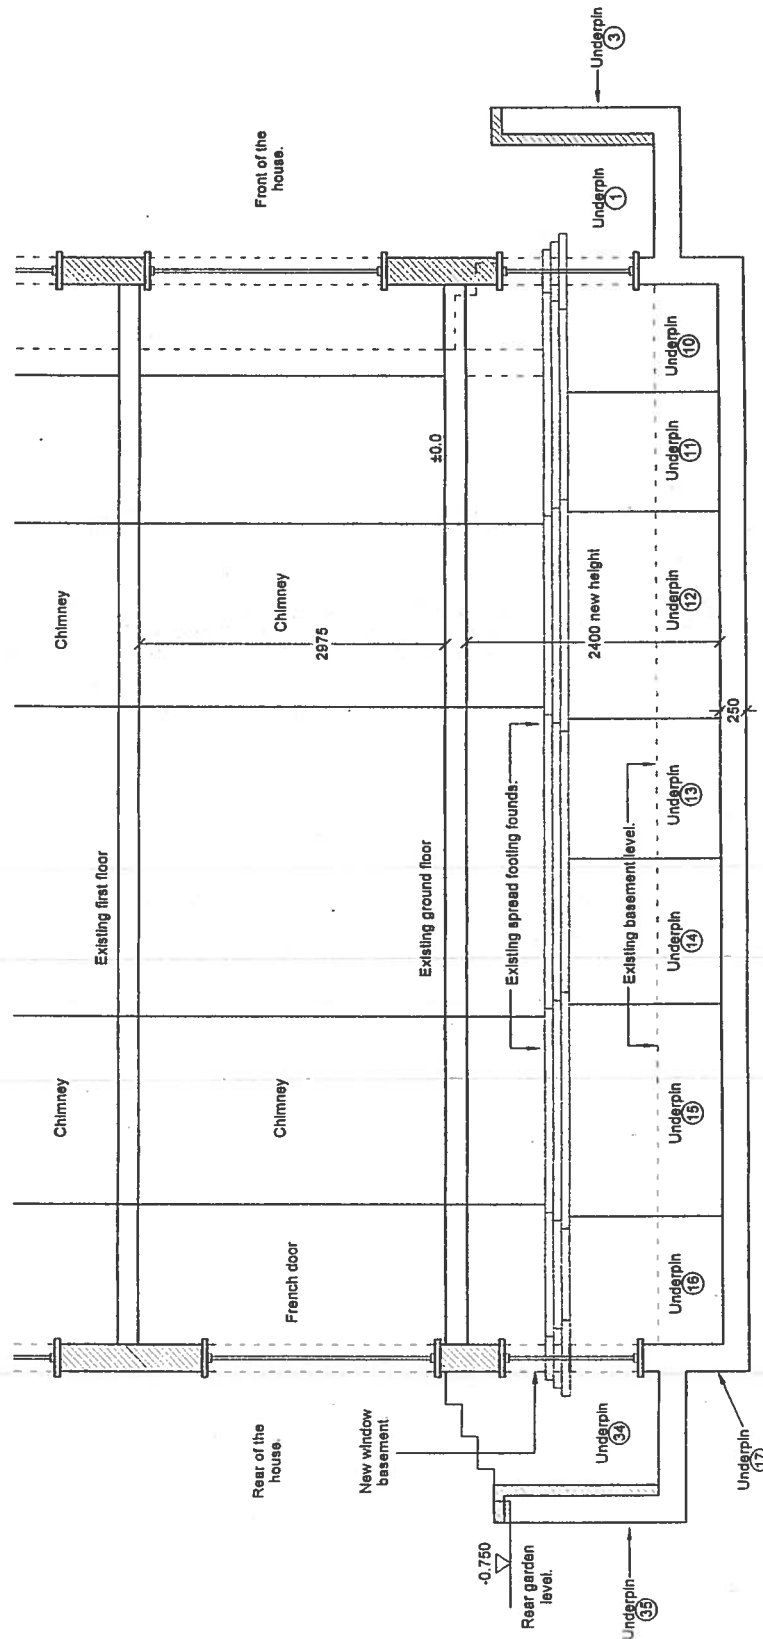 Chimney
Existing first floor
Chimney
Front of the
house.
Chimney
2975
Chimney
French door
Rear of the
house.
±0.0
Existing ground floor
New window
basement.
Existing spread footing founds.
2400 new height
Existing basement level.
-0.750
Rear garden
level.
Underpin
35
Underpin
34
Underpin
17
Underpin
16
Underpin
15
Underpin
14
Underpin
13
Underpin
12
Underpin
11
Underpin
10
Underpin
1
Underpin
3
250